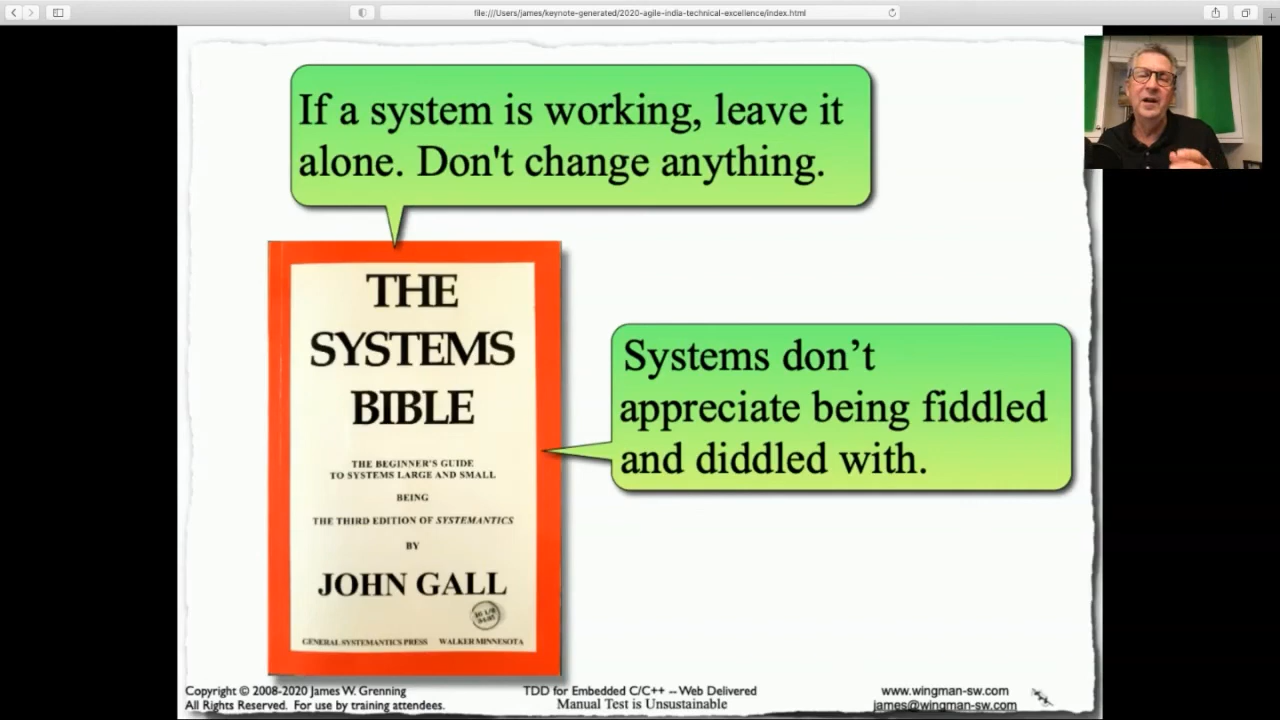 file:///Users/james/keynote-generated/2020-agile-india-technical-excellence/index.html
If a system is working, leave it
alone. Don't change anything.
THE
SYSTEMS
BIBLE
THE BEGINNER'S GUIDE
TO SYSTEMS LARGE AND SMALL
BEING
THE THIRD EDITION OF SYSTEMANTICS
BY
JOHN GALL
GENERAL SYSTEMANTICS PRESS WALKER MINNESOTA
Systems don’t
appreciate being fiddled
and diddled with.
Copyright © 2008-2020 James W. Grenning
All Rights Reserved. For use by training attendees.
TDD for Embedded C/C++ -- Web Delivered
Manual Test is Unsustainable
www.wingman-sw.com
james@wingman-sw.com